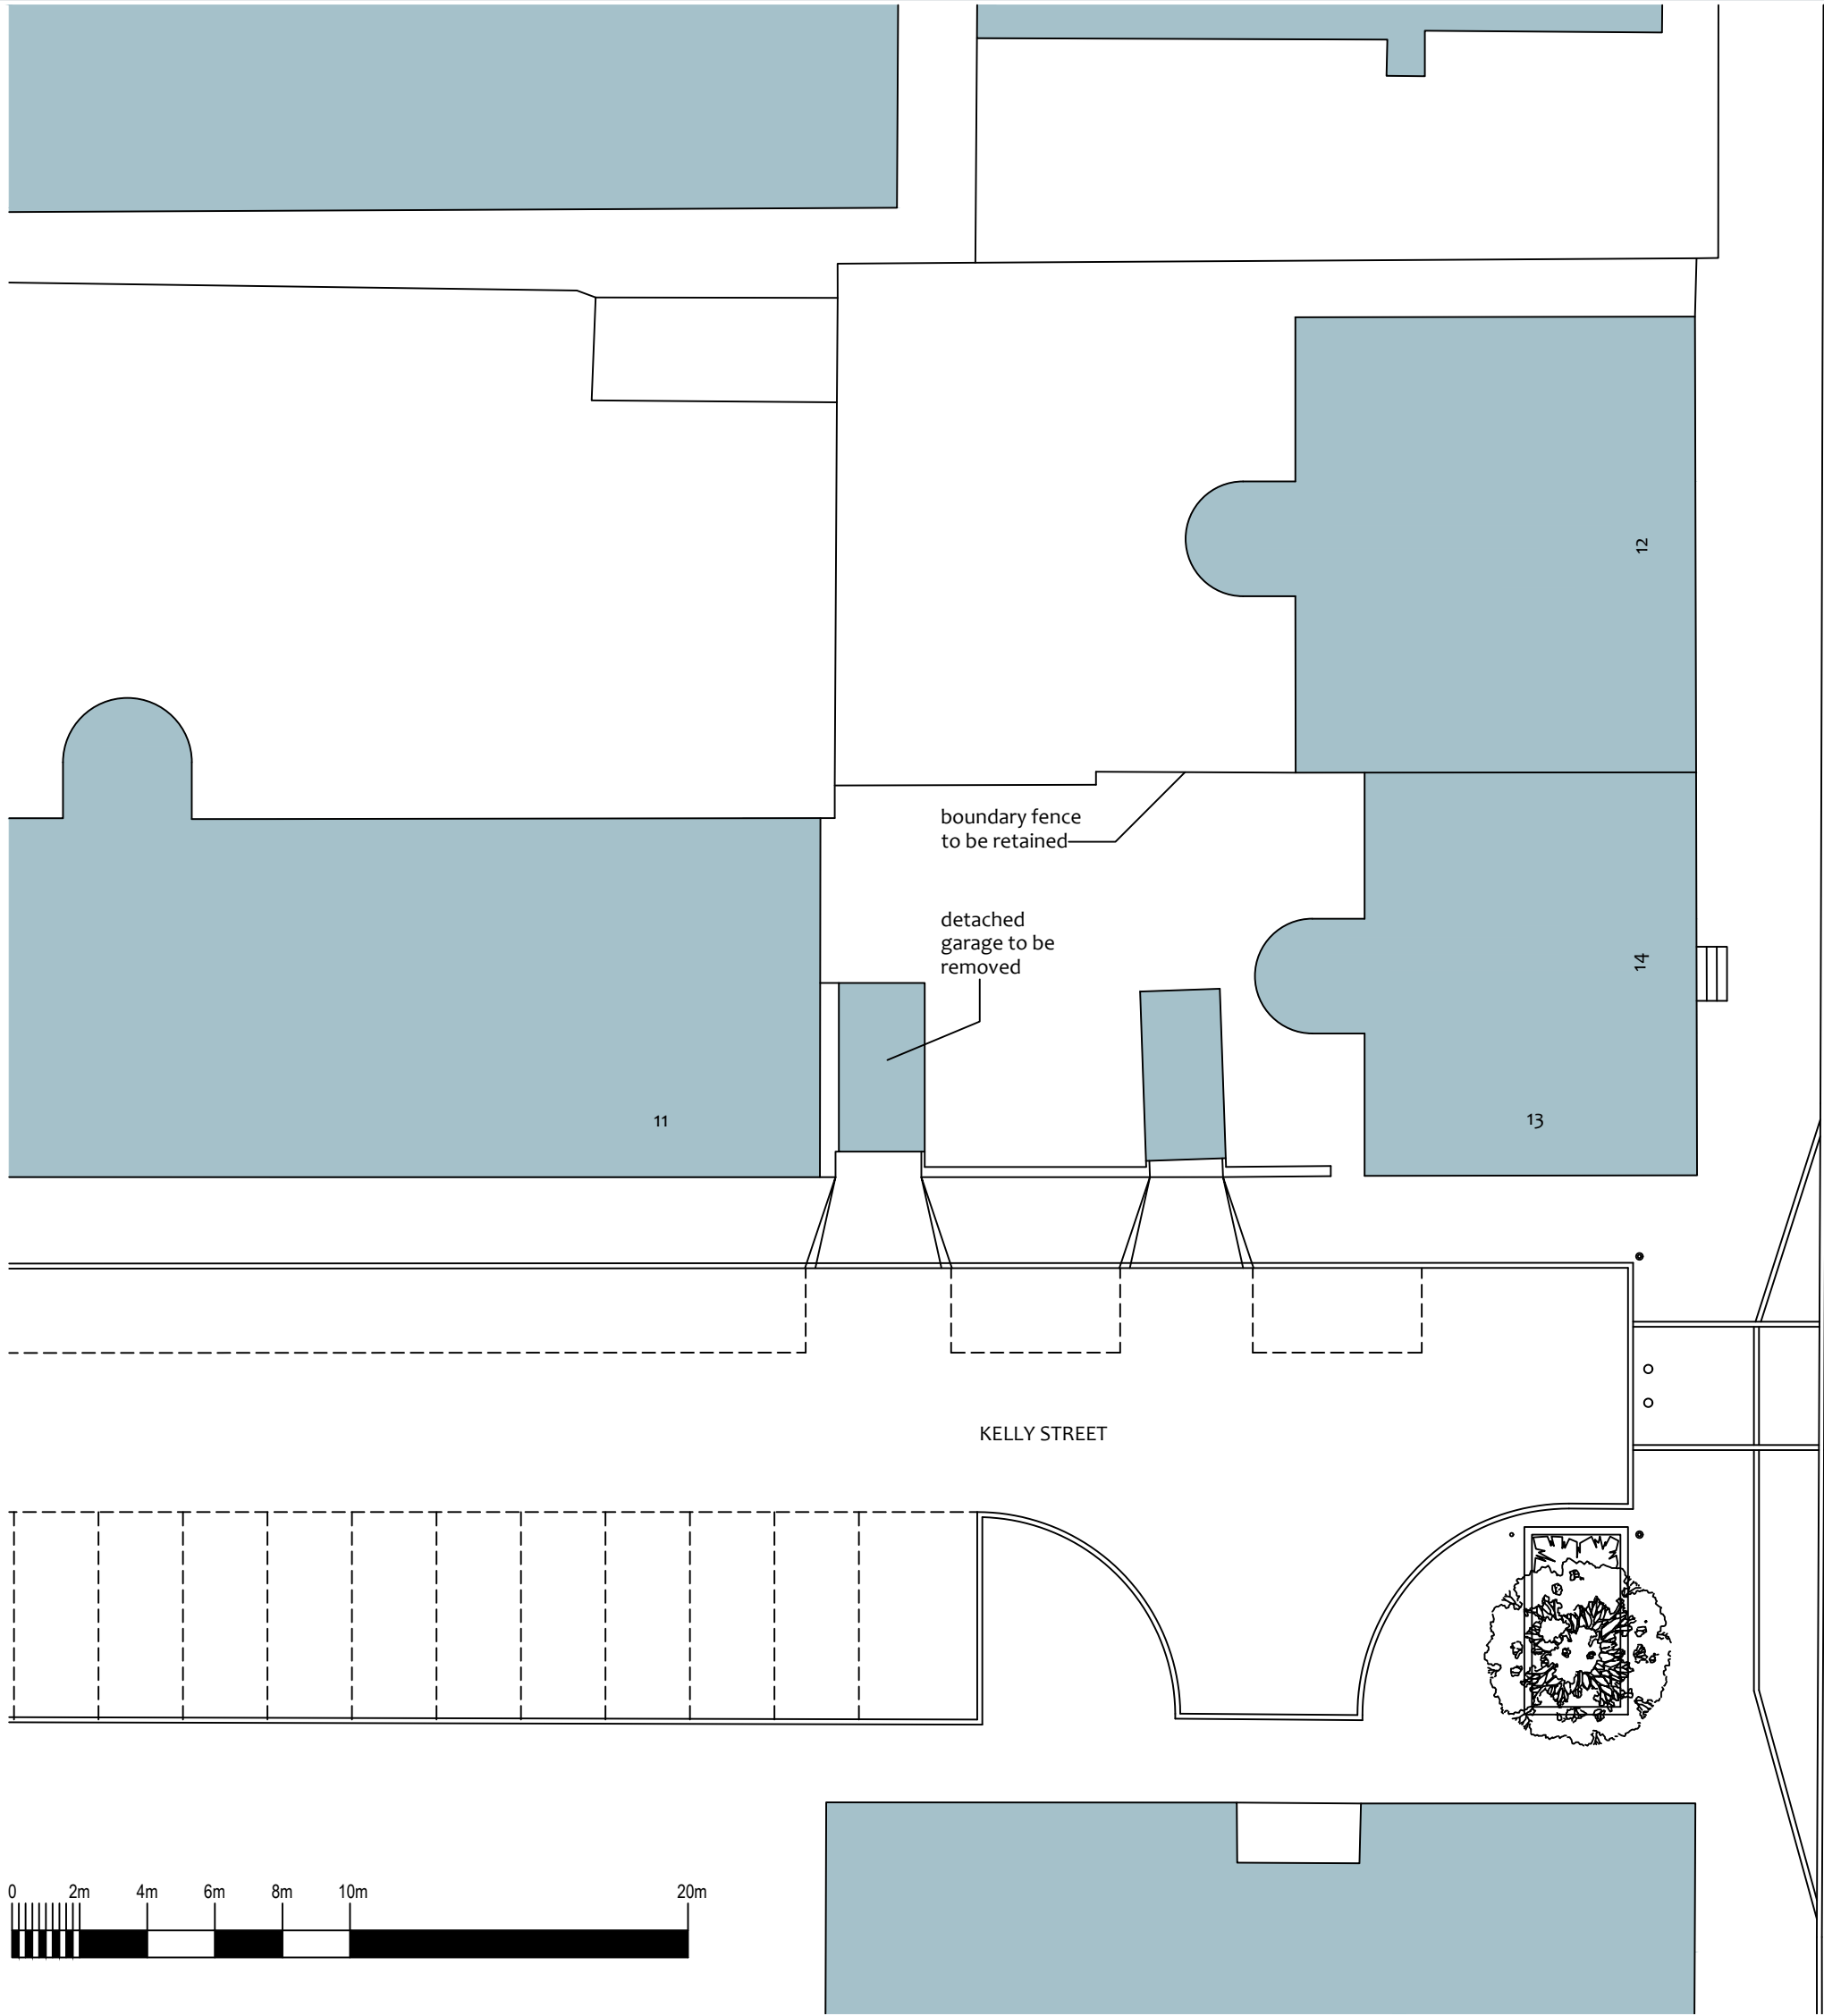 12
boundary fence
to be retained
detached
garage to be
removed
14
11
13
KELLY STREET
0 2m 4m 6m 8m 10m 20m